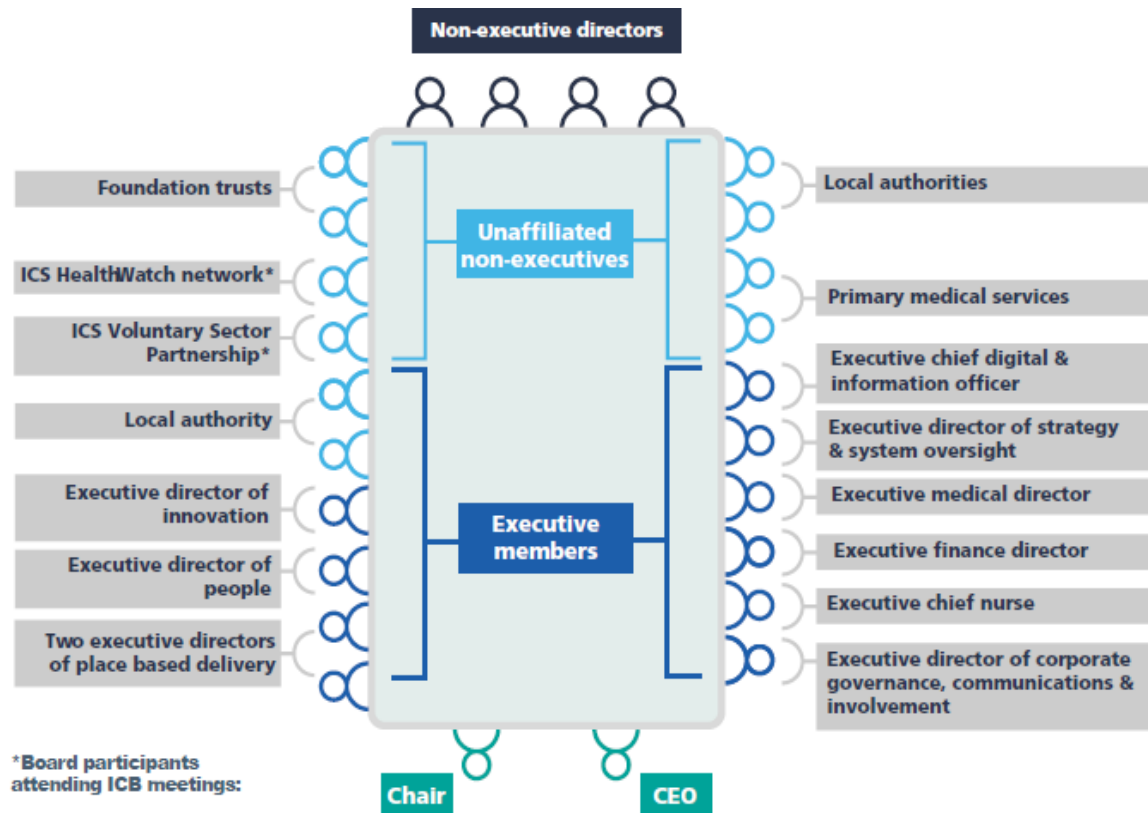 Non-executive directors
Foundation trusts
ICS HealthWatch network*
ICS Voluntary Sector
Partnership*
Local authority
Executive director of
innovation
Executive director of
people
Two executive directors
of place based delivery
Unaffiliated
non-executives
Executive
members
Local authorities
Primary medical services
Executive chief digital &
information officer
Executive director of strategy
& system oversight
Executive medical director
Executive finance director
Executive chief nurse
Executive director of corporate
governance, communications &
involvement
*Board participants
attending ICB meetings:
Chair
CEO